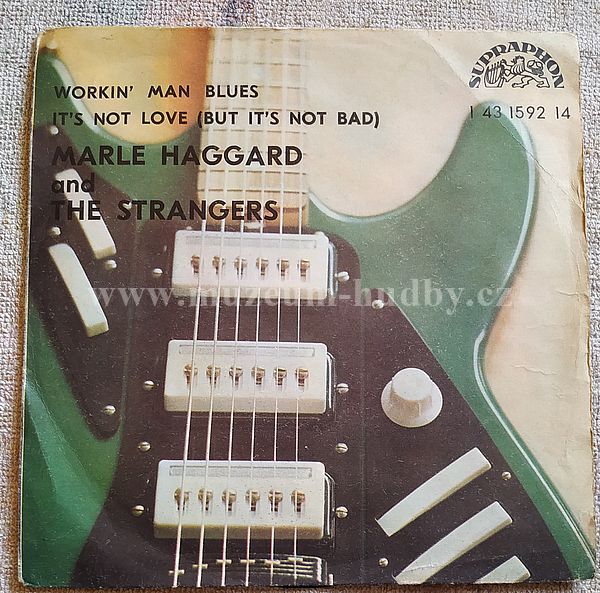 SUPRAPHON
WORKIN' MAN BLUES
1 43 1592 14
IT'S NOT LOVE (BUT IT'S NOT BAD)
MARLE HAGGARD
and
THE STRANGERS
www.muzeum-hudby.cz